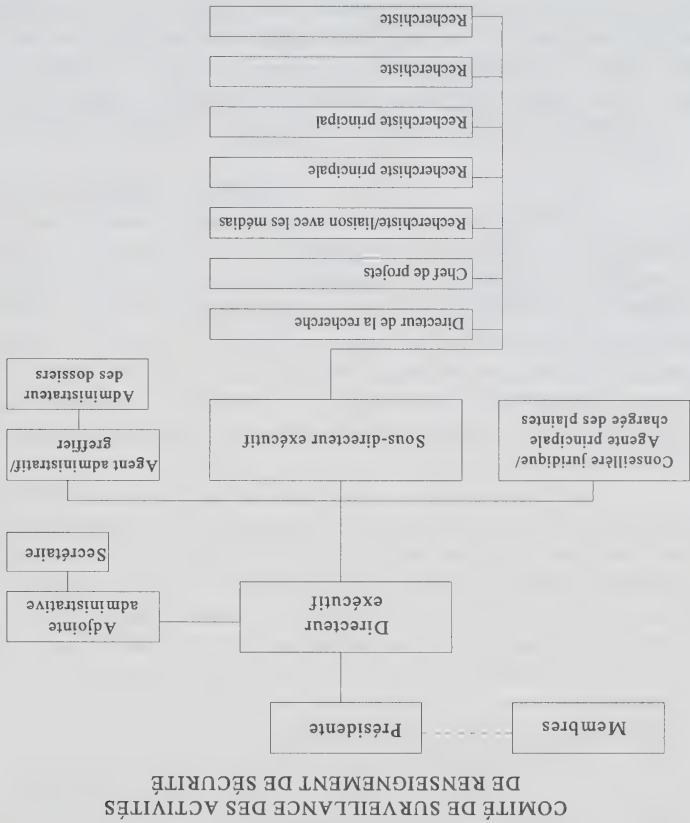 COMITÉ DE SURVEILLANCE DES ACTIVITÉS
DE RENSEIGNEMENT DE SÉCURITÉ
Membres
Présidente
Directeur
exécutif
Adjointe
administrative
Secrétaire
Conseillère juridique/
Agente principale
chargée des plaintes
Sous-directeur exécutif
Agent administratif/
greffier
Administrateur
des dossiers
Directeur de la recherche
Chef de projets
Recherchiste/liaison avec les médias
Recherchiste principale
Recherchiste principal
Recherchiste
Recherchiste